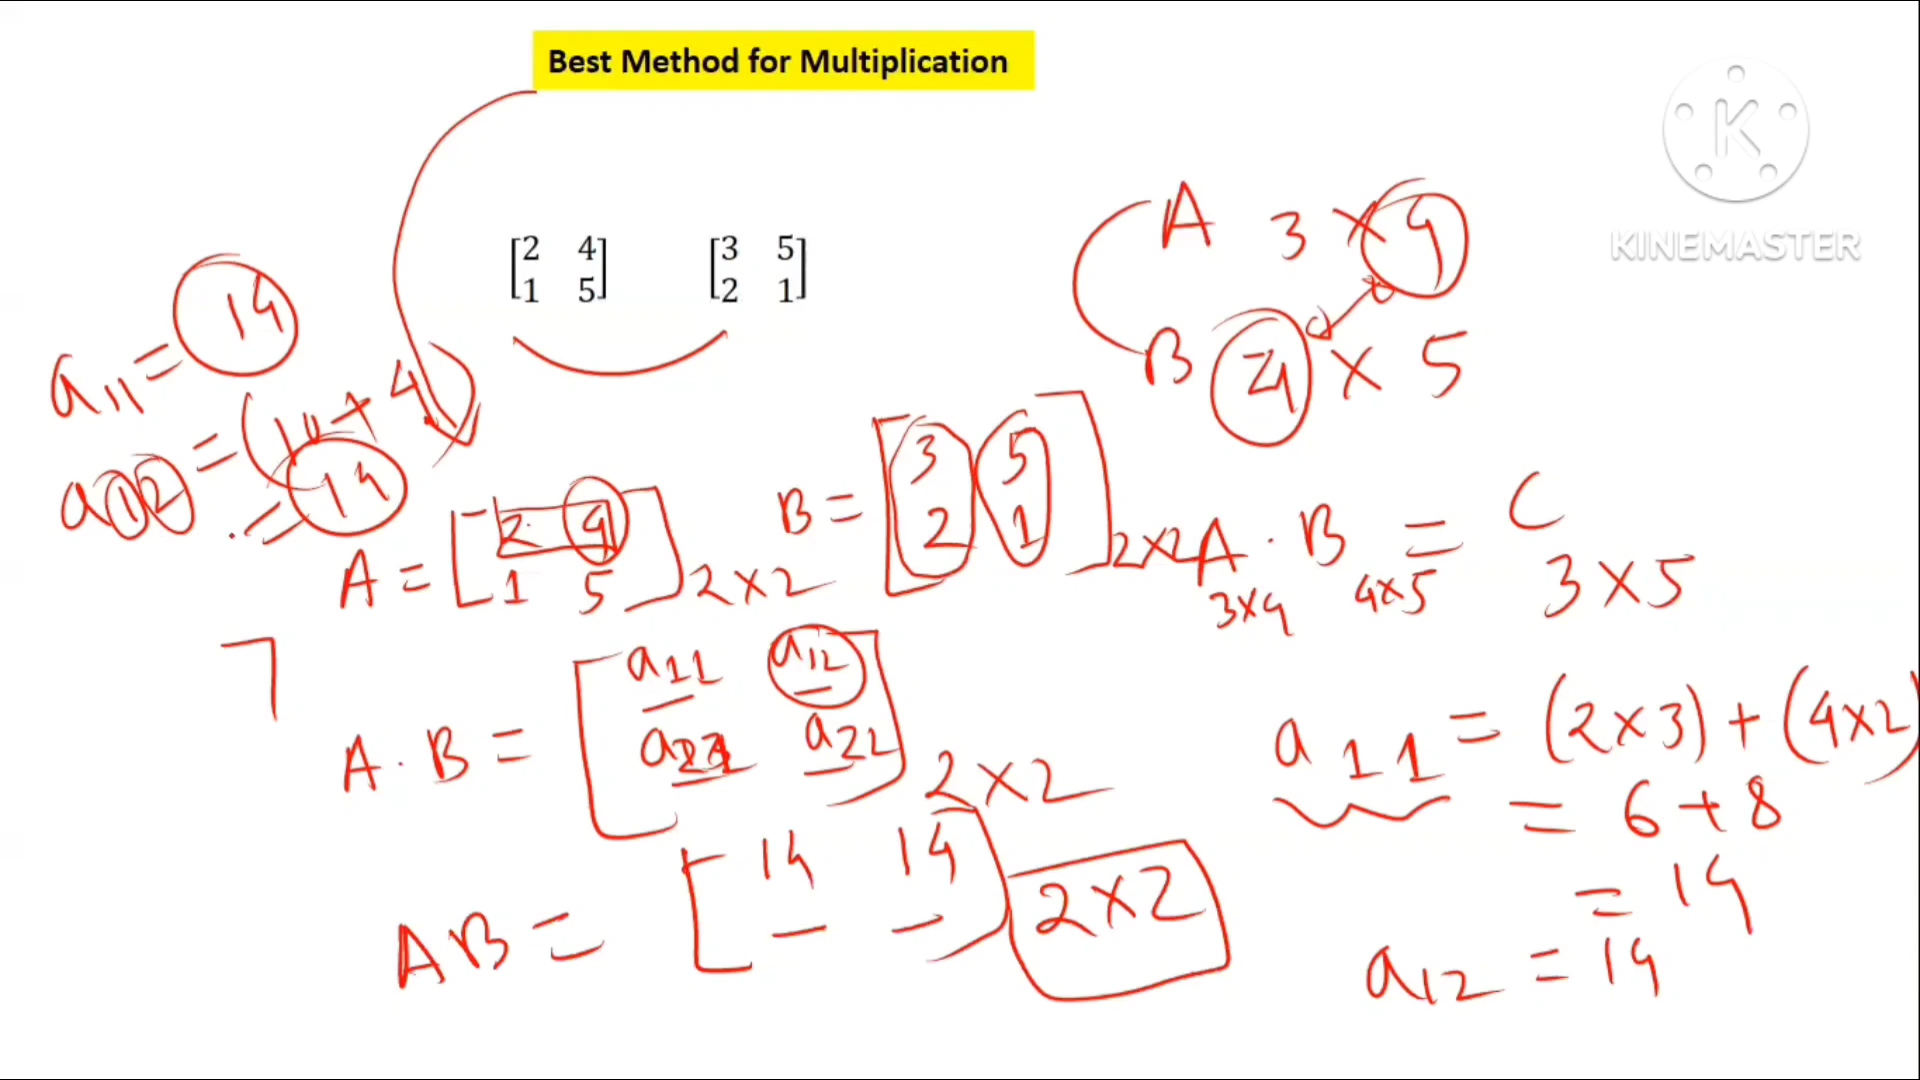 Best Method for Multiplication
KINEMASTER
[2 4
1 5] [3 5
2 1]
A 3 × 4
B 4 × 5
a11 = 14
a12 = (10 + 4)
= 14
A = [2 4
1 5] 2×2
B = [3 5
2 1] 2×2
A . B = C
3×4 4×5 3×5
A . B = [a11 a12
a21 a22] 2×2
a11 = (2×3) + (4×2)
= 6 + 8
= 14
AB = [14 14
— —] 2×2
a12 = 14